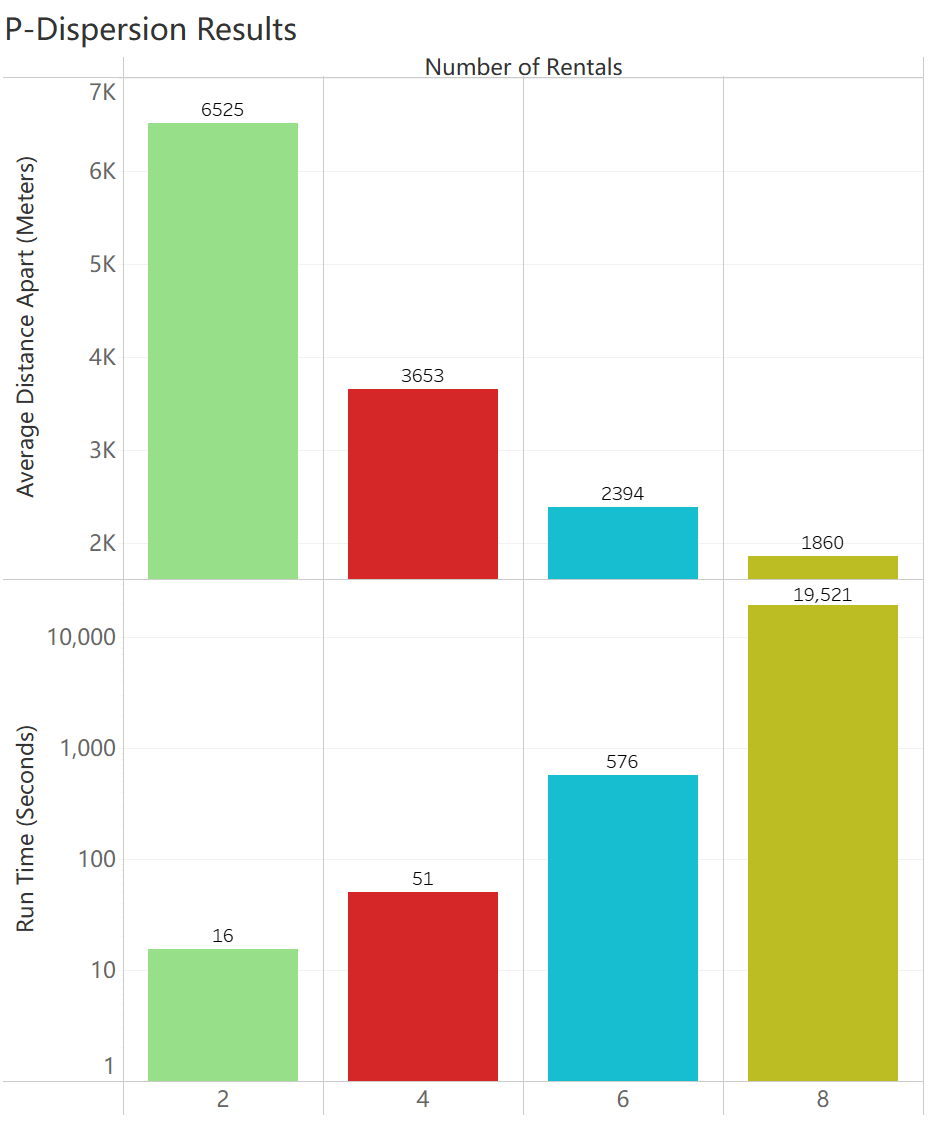 P-Dispersion Results
Number of Rentals
Average Distance Apart (Meters)
7K
6K
5K
4K
3K
2K
6525
3653
2394
1860
Run Time (Seconds)
10,000
1,000
100
10
1
16
51
576
19,521
2 4 6 8